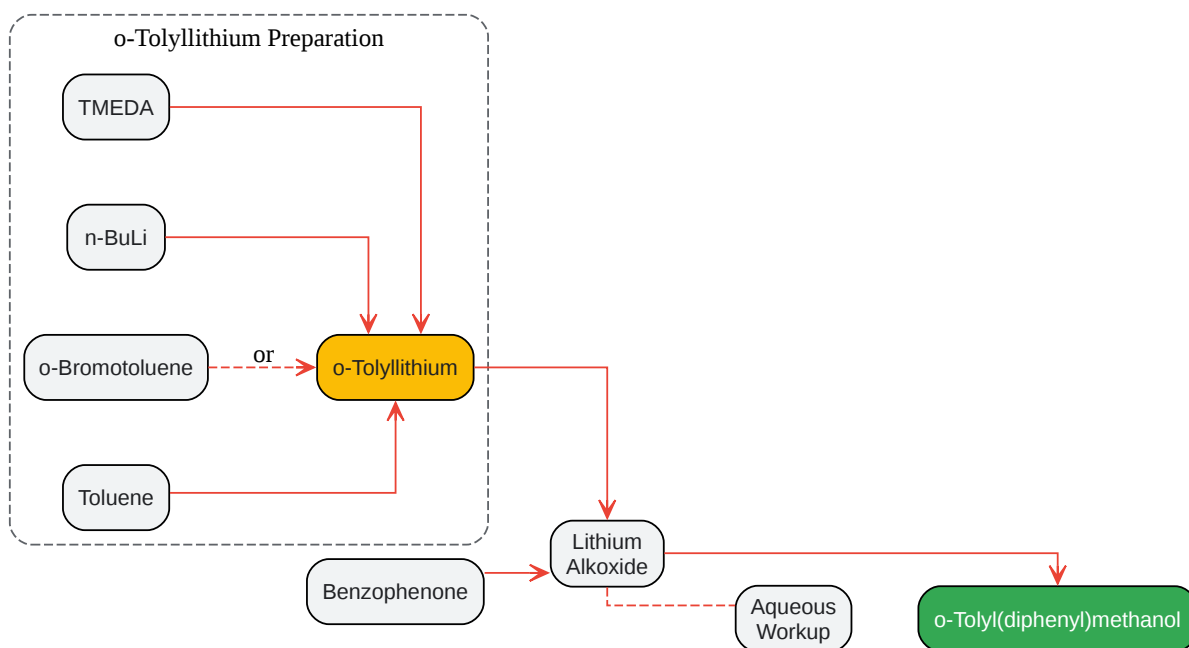 o-Tolyllithium Preparation
TMEDA
n-BuLi
o-Bromotoluene
or
o-Tolyllithium
Toluene
Lithium
Alkoxide
Benzophenone
Aqueous
Workup
o-Tolyl(diphenyl)methanol